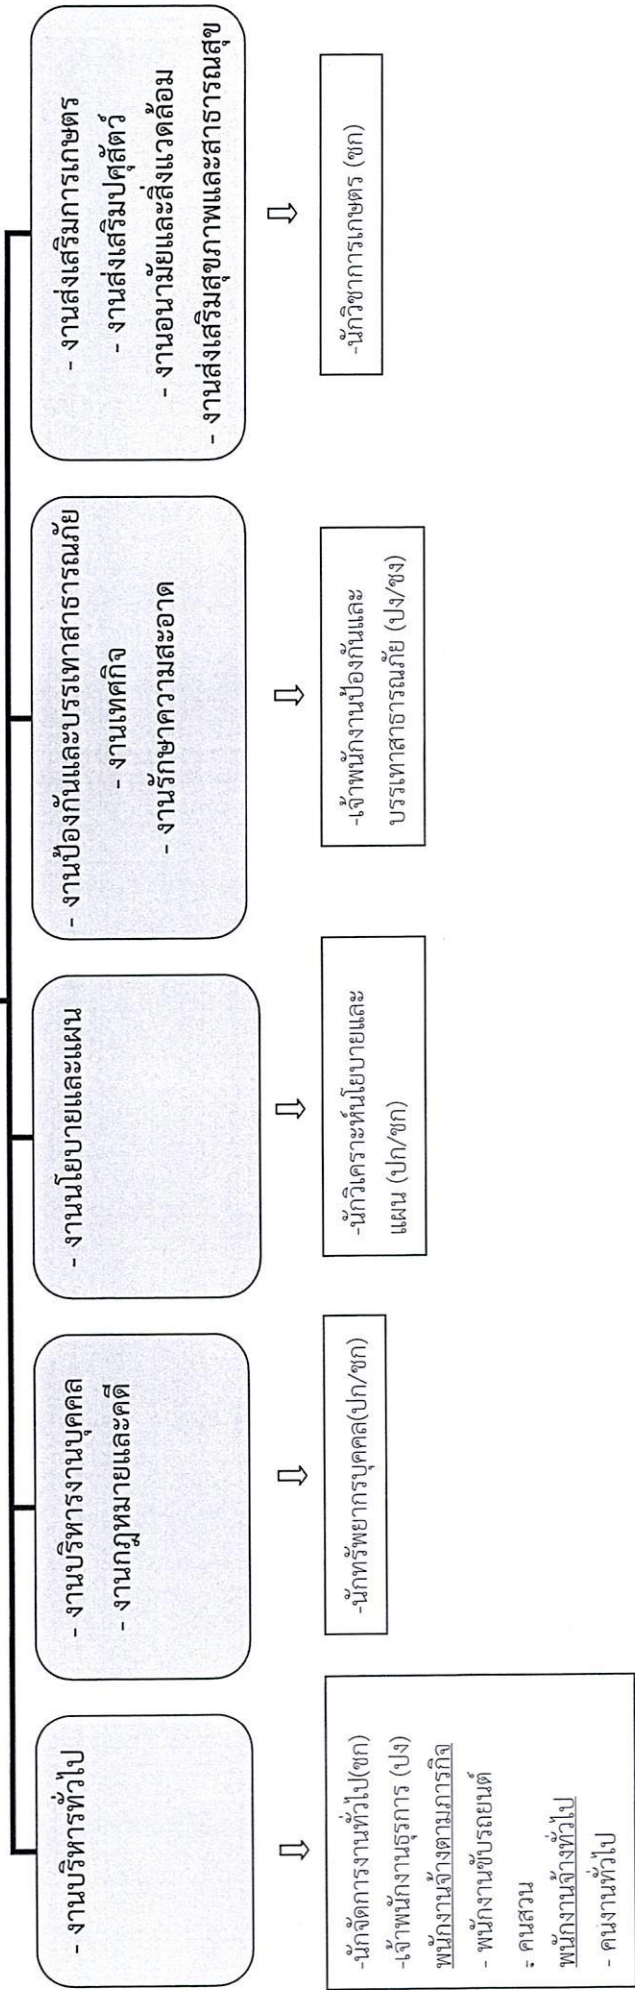 - งานบริหารทั่วไป
- งานบริหารงานบุคคล
- งานกฎหมายและคดี
- งานนโยบายและแผน
- งานป้องกันและบรรเทาสาธารณภัย
- งานเทศกิจ
- งานรักษาความสะอาด
- งานส่งเสริมการเกษตร
- งานส่งเสริมปศุสัตว์
- งานอนามัยและสิ่งแวดล้อม
- งานส่งเสริมสุขภาพและสาธารณสุข
-นักจัดการงานทั่วไป(ชก)
-เจ้าพนักงานธุรการ (ปง)
พนักงานจ้างตามภารกิจ
- พนักงานขับรถยนต์
- คนสวน
พนักงานจ้างทั่วไป
- คนงานทั่วไป
-นักทรัพยากรบุคคล(ปก/ชก)
-นักวิเคราะห์นโยบายและ
แผน (ปก/ชก)
-เจ้าพนักงานป้องกันและ
บรรเทาสาธารณภัย (ปง/ชง)
-นักวิชาการเกษตร (ชก)